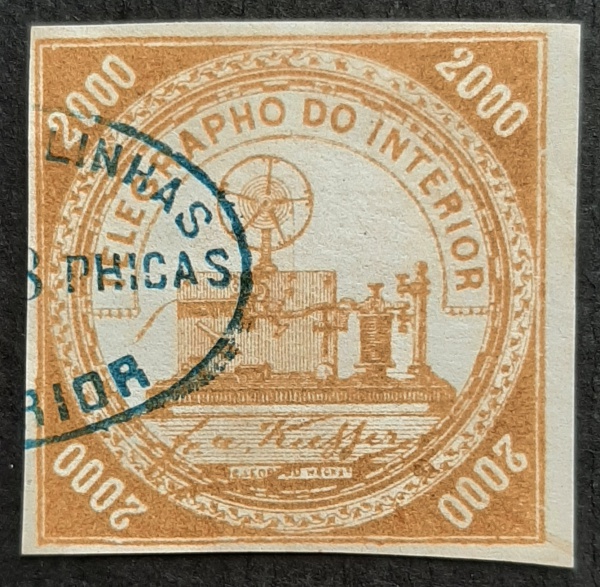 2000
2000
TELEGRAPHO DO INTERIOR
LINHAS
PHICAS
RIOR
2000
2000